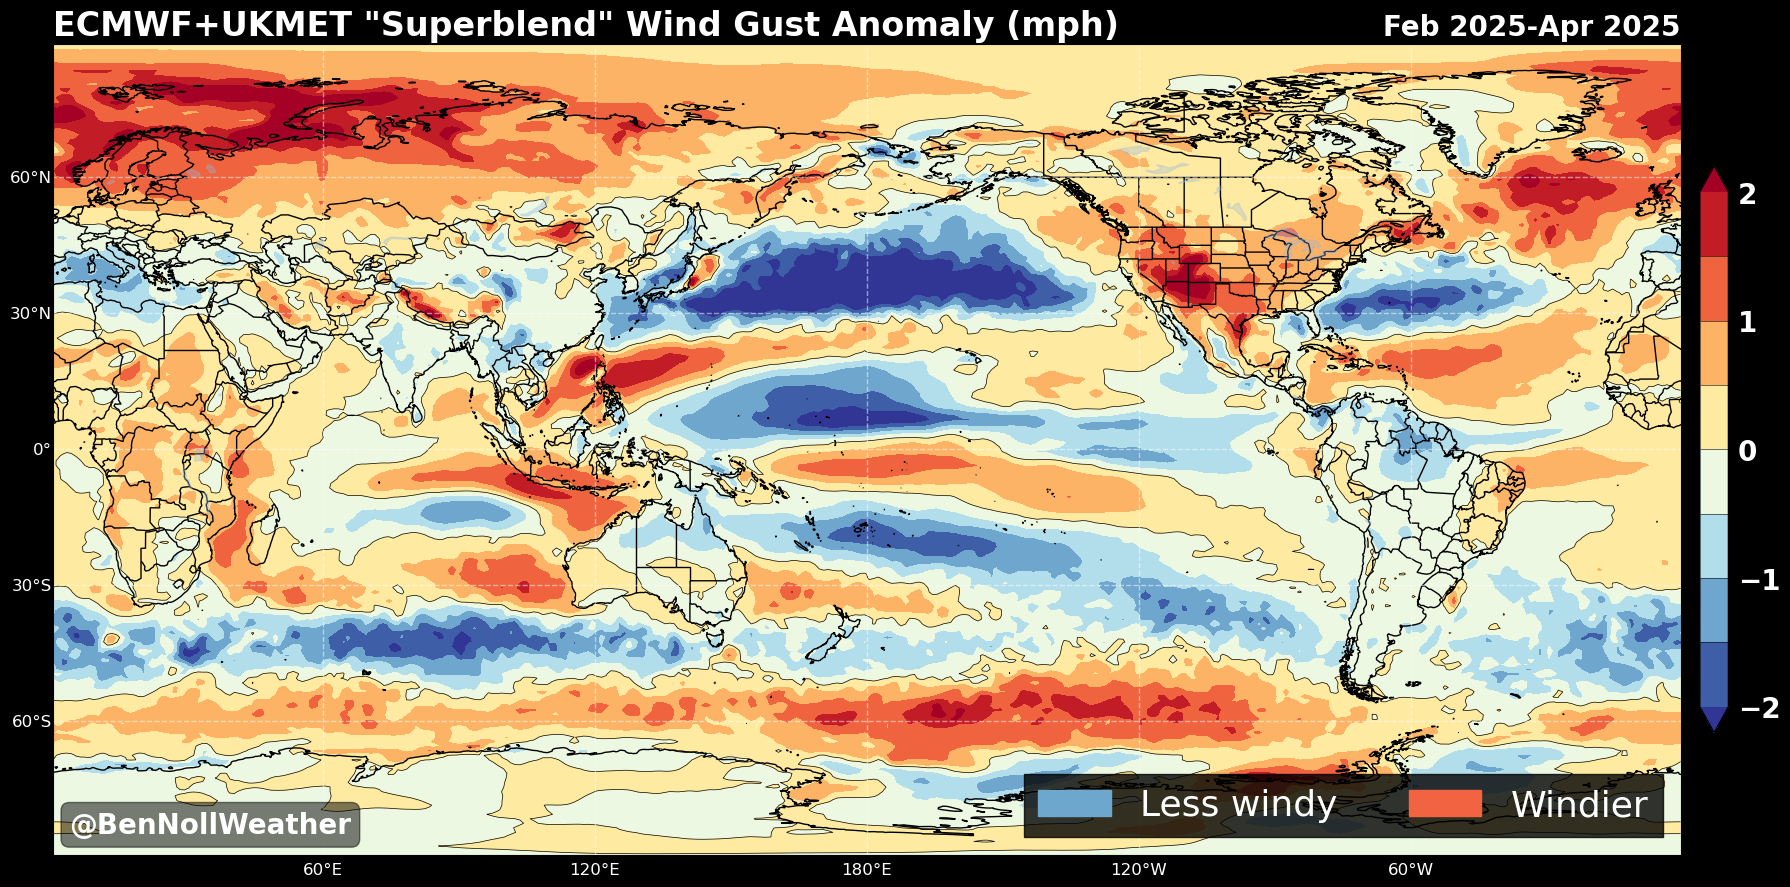 ECMWF+UKMET "Superblend" Wind Gust Anomaly (mph)
Feb 2025-Apr 2025
60°N
30°N
0°
30°S
60°S
60°E
120°E
180°E
120°W
60°W
2
1
0
−1
−2
Less windy
Windier
@BenNollWeather